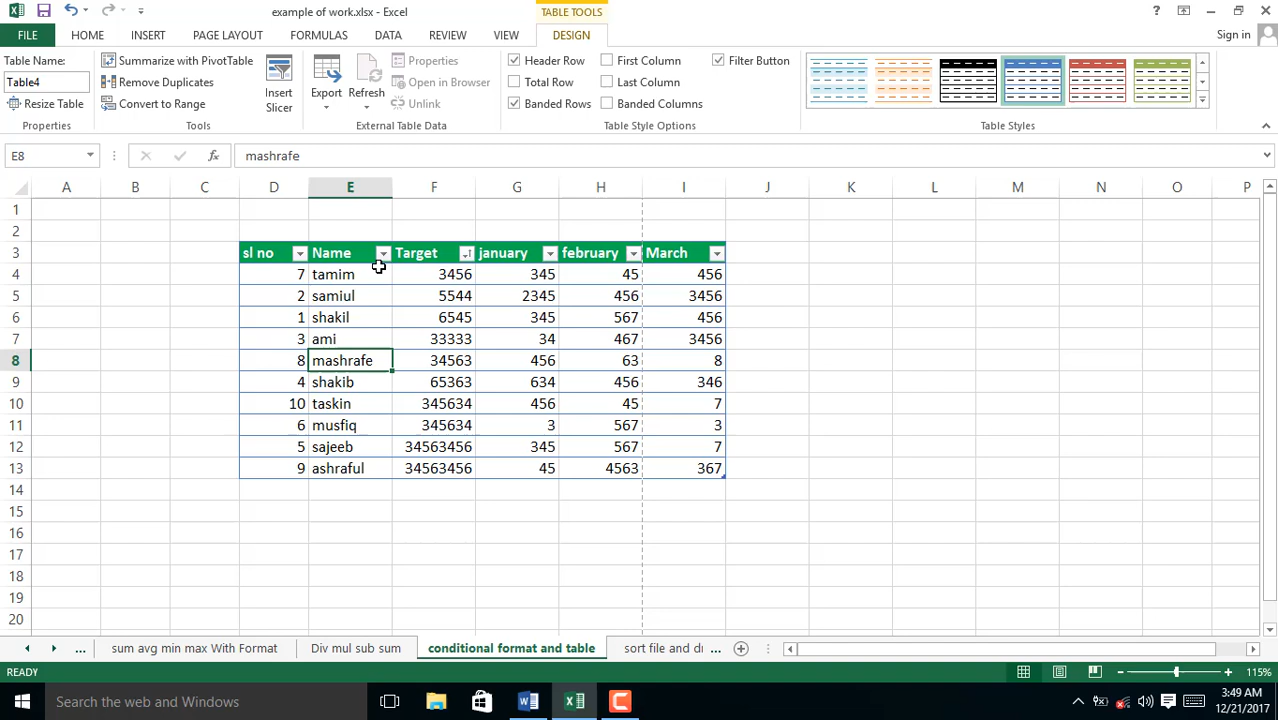 example of work.xlsx - Excel
TABLE TOOLS
?
FILE HOME INSERT PAGE LAYOUT FORMULAS DATA REVIEW VIEW DESIGN Sign in
Table Name:
Table4
Resize Table
Properties
Summarize with PivotTable
Remove Duplicates
Convert to Range
Tools
Insert
Slicer
Export
Refresh
Properties
Open in Browser
Unlink
External Table Data
Header Row
Total Row
Banded Rows
First Column
Last Column
Banded Columns
Filter Button
Table Style Options
Table Styles
E8 fx mashrafe
A B C D E F G H I J K L M N O P
1
2
3 sl no Name Target january february March
4 7 tamim 3456 345 45 456
5 2 samiul 5544 2345 456 3456
6 1 shakil 6545 345 567 456
7 3 ami 33333 34 467 3456
8 8 mashrafe 34563 456 63 8
9 4 shakib 65363 634 456 346
10 10 taskin 345634 456 45 7
11 6 musfiq 345634 3 567 3
12 5 sajeeb 34563456 345 567 7
13 9 ashraful 34563456 45 4563 367
14
15
16
17
18
19
20
... sum avg min max With Format Div mul sub sum conditional format and table sort file and dr ...
READY 115%
Search the web and Windows
3:49 AM
12/21/2017